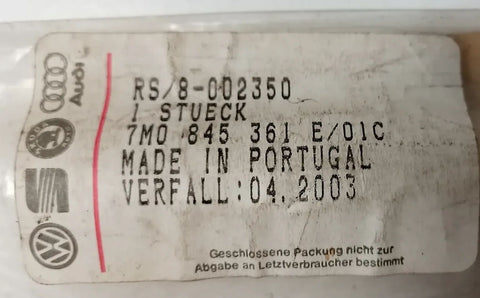 Audi
RS/8-002350
1 STUECK
7M0 845 361 E/01C
MADE IN PORTUGAL
VERFALL:04.2003
Geschlossene Packung nicht zur
Abgabe an Letztverbraucher bestimmt